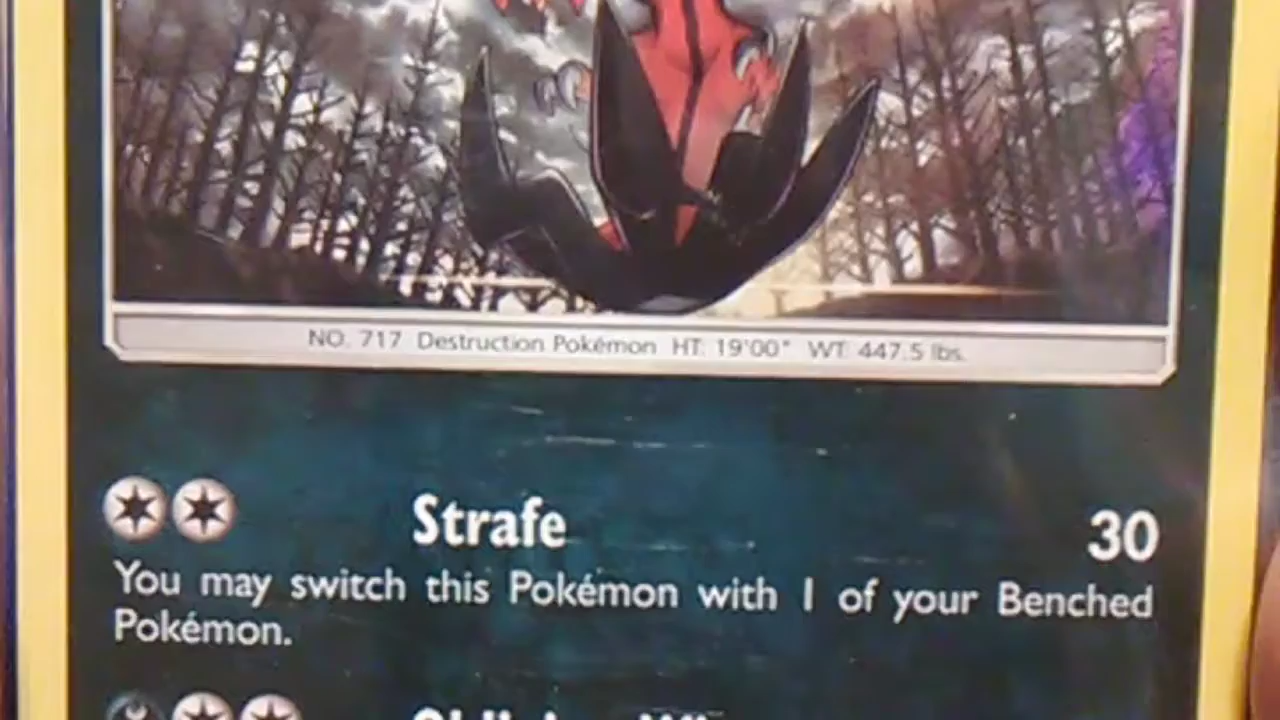 NO. 717 Destruction Pokémon HT: 19'00" WT: 447.5 lbs.
Strafe 30
You may switch this Pokémon with 1 of your Benched
Pokémon.